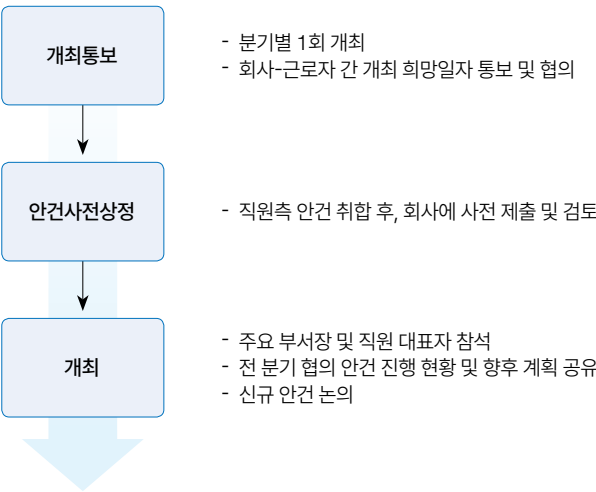 개최통보
- 분기별 1회 개최
- 회사-근로자 간 개최 희망일자 통보 및 협의
안건사전상정
- 직원측 안건 취합 후, 회사에 사전 제출 및 검토
개최
- 주요 부서장 및 직원 대표자 참석
- 전 분기 협의 안건 진행 현황 및 향후 계획 공유
- 신규 안건 논의